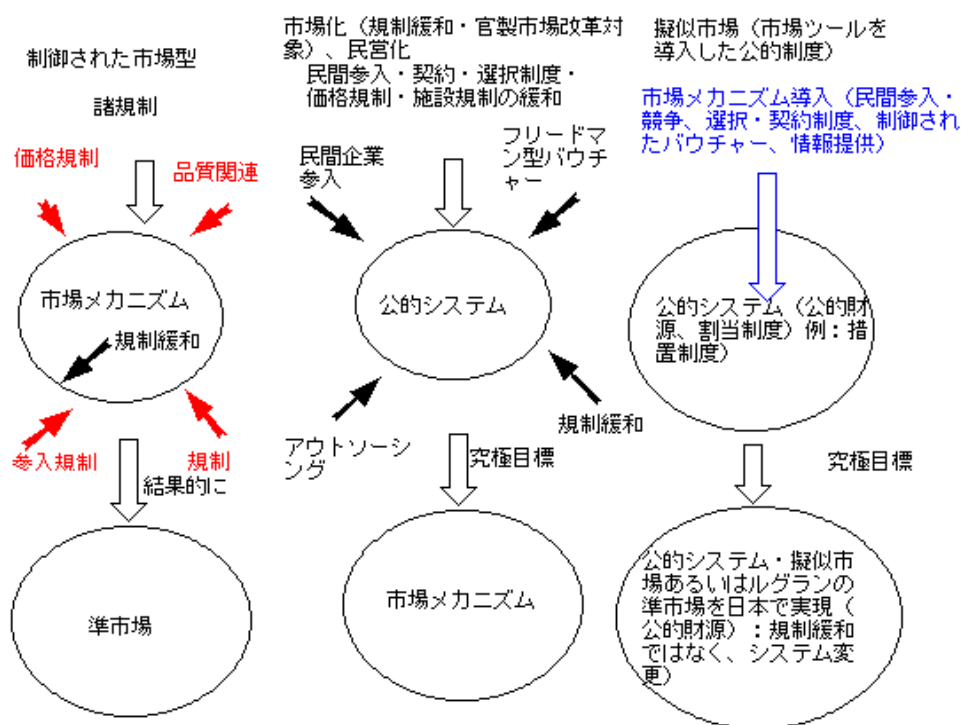 制御された市場型
諸規制
価格規制
品質関連
市場メカニズム
規制緩和
参入規制
規制
結果的に
準市場
市場化（規制緩和・官製市場改革対
象）、民営化
民間参入・契約・選択制度・
価格規制・施設規制の緩和
民間企業
参入
フリードマ
ン型バウチ
ャー
公的システム
アウトソーシ
ング
規制緩和
究極目標
市場メカニズム
擬似市場（市場ツールを
導入した公的制度）
市場メカニズム導入（民間参入・
競争、選択・契約制度、制御され
たバウチャー、情報提供）
公的システム（公的財
源、割当制度）例：措
置制度）
究極目標
公的システム・擬似市
場あるいはルグランの
準市場を日本で実現（
公的財源）：規制緩和
ではなく、システム変
更）